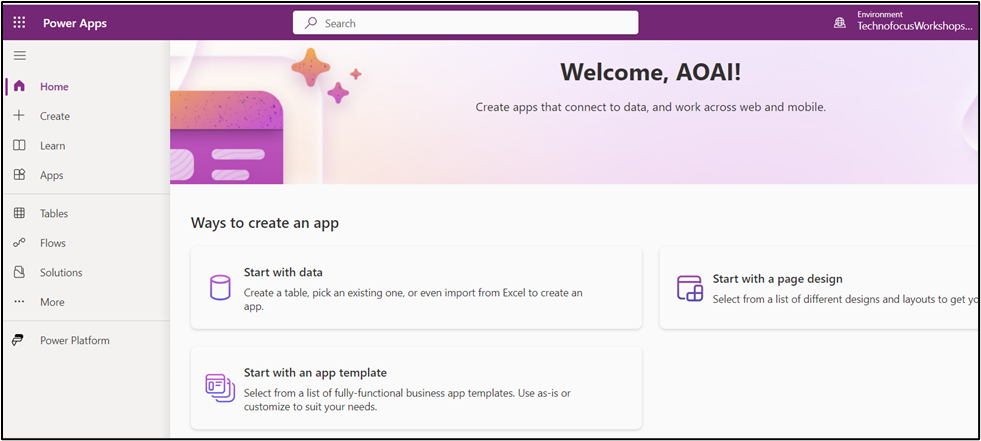 Power Apps
Search
Environment
TechnofocusWorkshops...
Home
Create
Learn
Apps
Tables
Flows
Solutions
More
Power Platform
Welcome, AOAI!
Create apps that connect to data, and work across web and mobile.
Ways to create an app
Start with data
Create a table, pick an existing one, or even import from Excel to create an
app.
Start with a page design
Select from a list of different designs and layouts to get
Start with an app template
Select from a list of fully-functional business app templates. Use as-is or
customize to suit your needs.